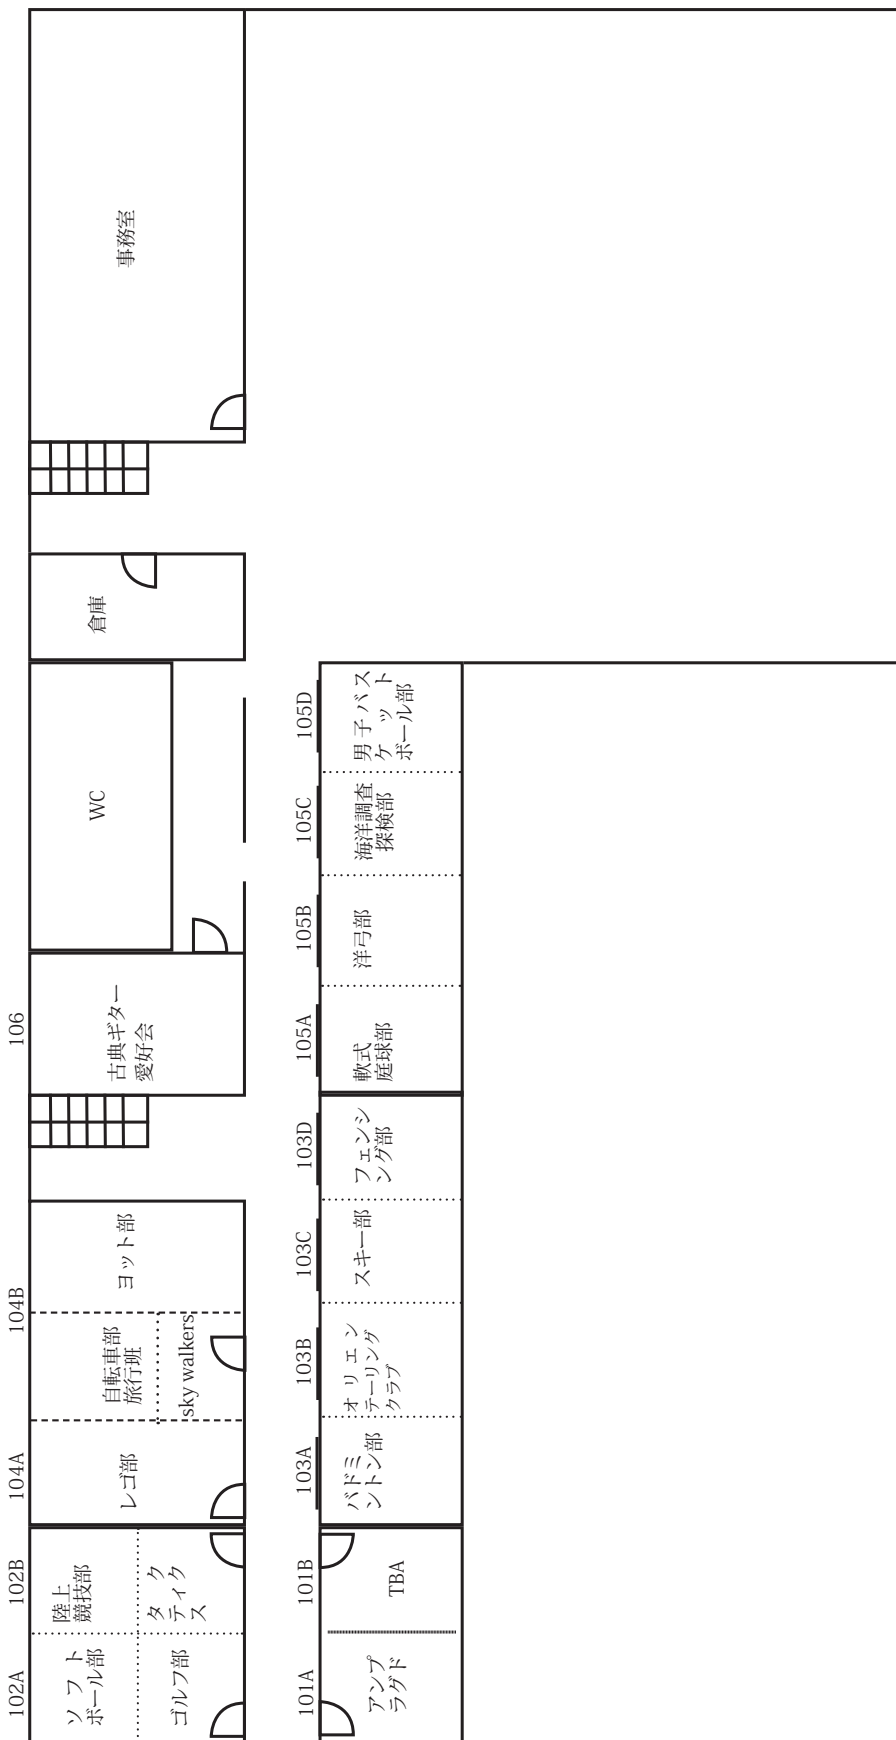 事務室
倉庫
WC
106
古典ギター
愛好会
104B
ヨット部
自転車部
旅行班
sky walkers
104A
レゴ部
102B
陸上
競技部
タク
ティク
ス
102A
ソフト
ボール部
ゴルフ部
105D
男子バス
ケット
ボール部
105C
海洋調査
探検部
105B
洋弓部
105A
軟式
庭球部
103D
フェンシ
ング部
103C
スキー部
103B
オリエン
テーリング
クラブ
103A
バドミ
ントン部
101B
TBA
101A
アンプ
ラグド